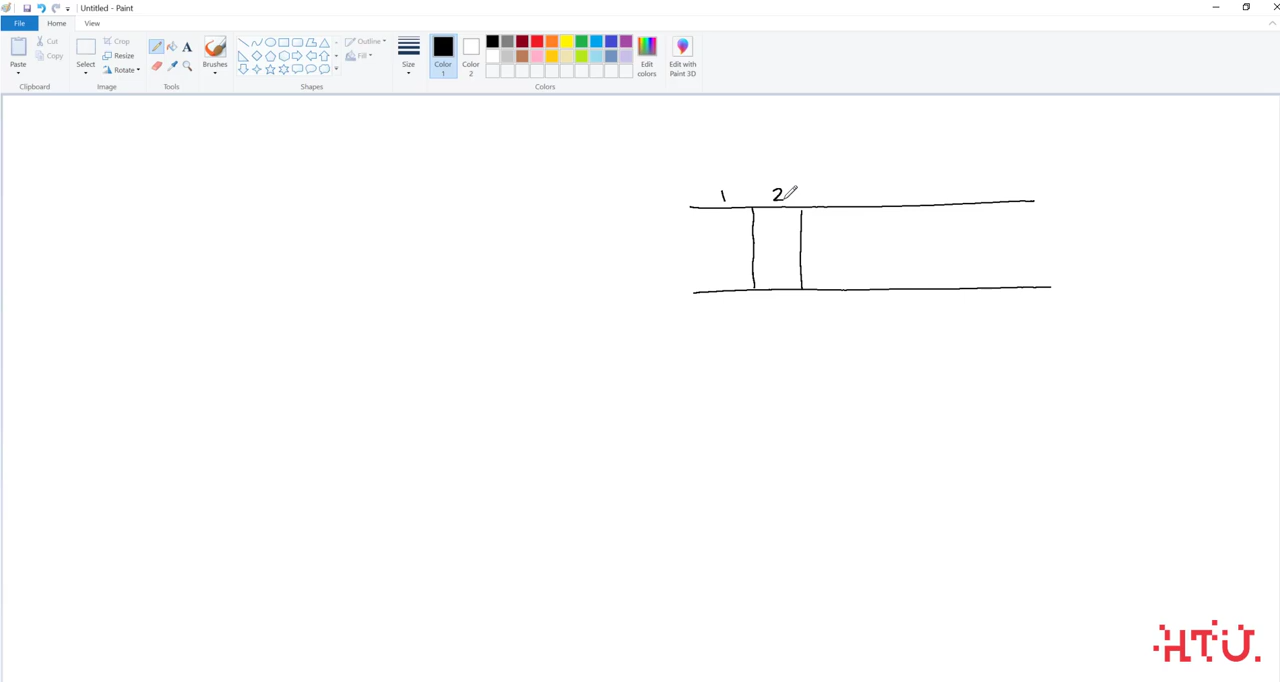 Untitled - Paint
File Home View
Paste
Cut
Copy
Clipboard
Select
Crop
Resize
Rotate
Image
A
Tools
Brushes
Outline
Fill
Shapes
Size
Color 1
Color 2
Edit colors
Colors
Edit with Paint 3D
1 2
HTU.